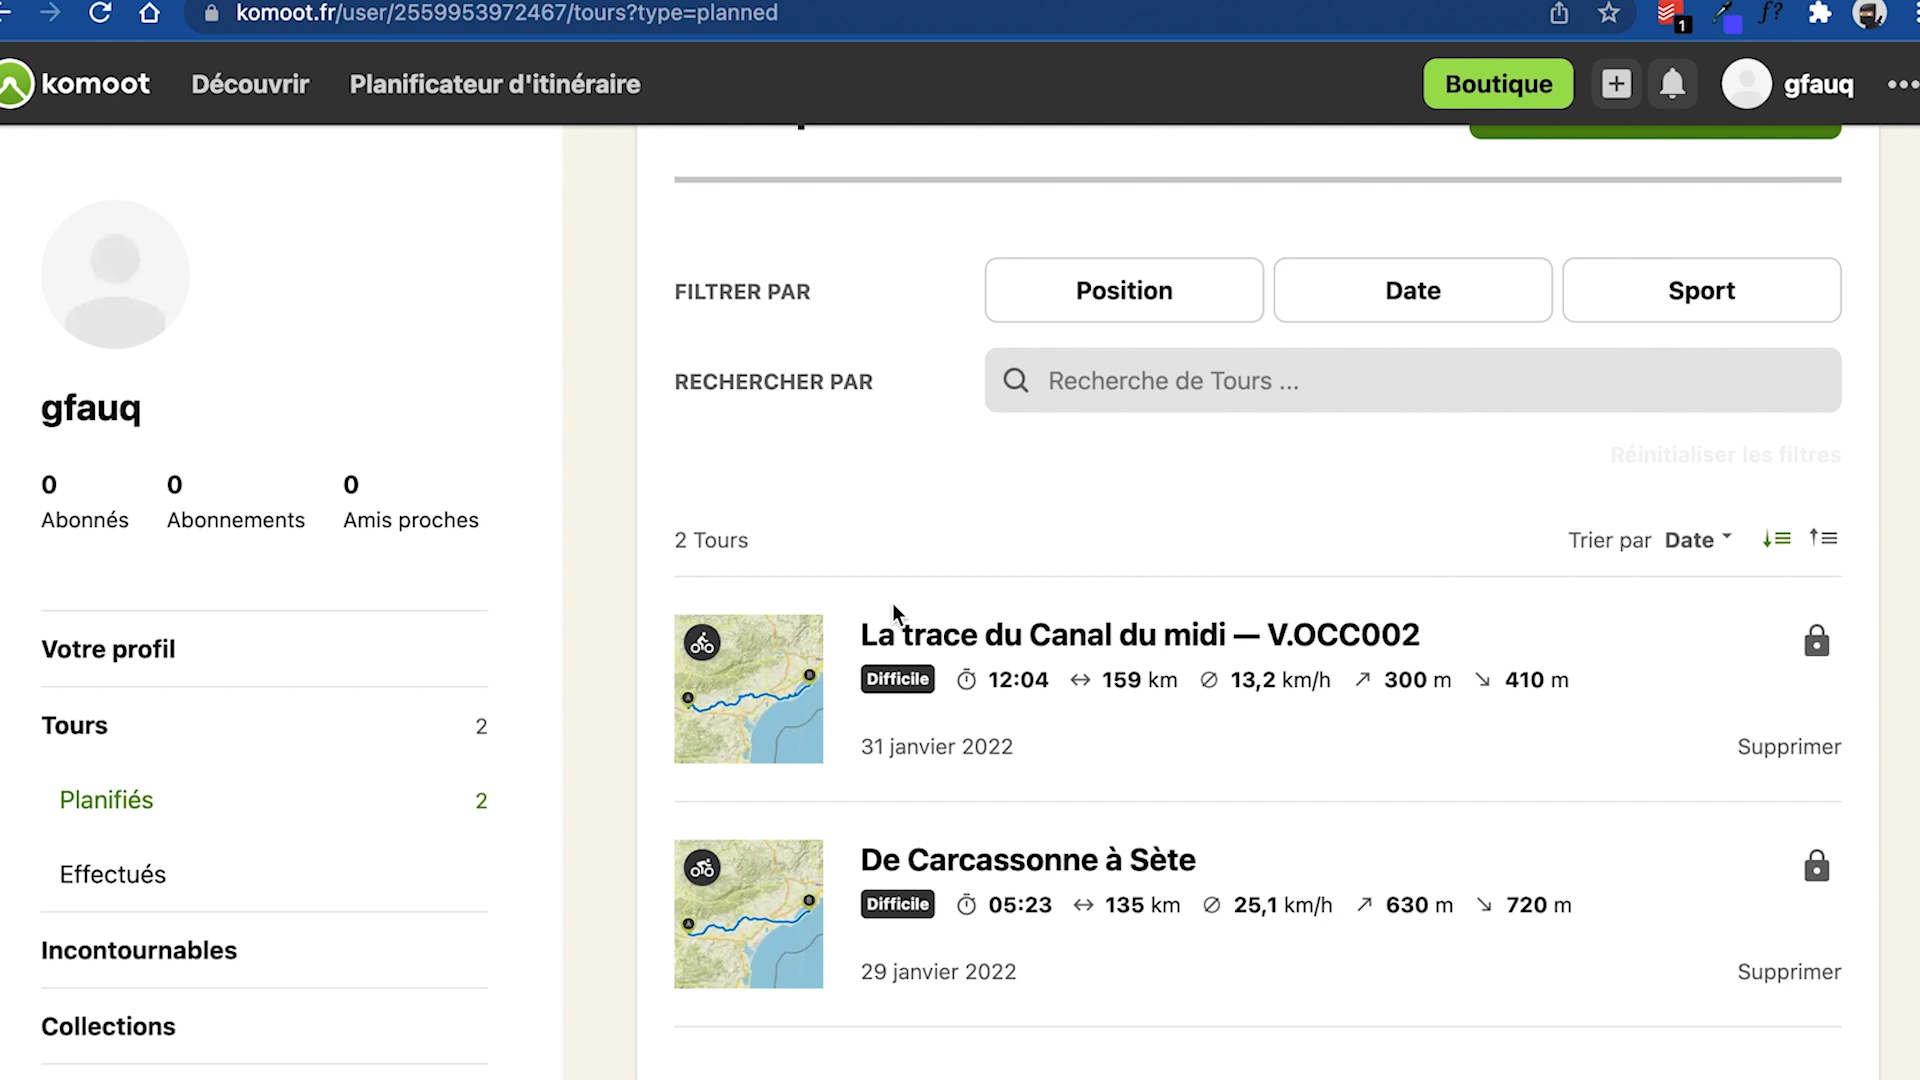 komoot.fr/user/2559953972467/tours?type=planned
1
f?
komoot
Découvrir
Planificateur d'itinéraire
Boutique
gfauq
gfauq
0
Abonnés
0
Abonnements
0
Amis proches
Votre profil
Tours 2
Planifiés 2
Effectués
Incontournables
Collections
FILTRER PAR
Position
Date
Sport
RECHERCHER PAR
Recherche de Tours ...
Réinitialiser les filtres
2 Tours
Trier par Date
La trace du Canal du midi — V.OCC002
Difficile 12:04 159 km 13,2 km/h 300 m 410 m
31 janvier 2022
Supprimer
A
B
De Carcassonne à Sète
Difficile 05:23 135 km 25,1 km/h 630 m 720 m
29 janvier 2022
Supprimer
A
B